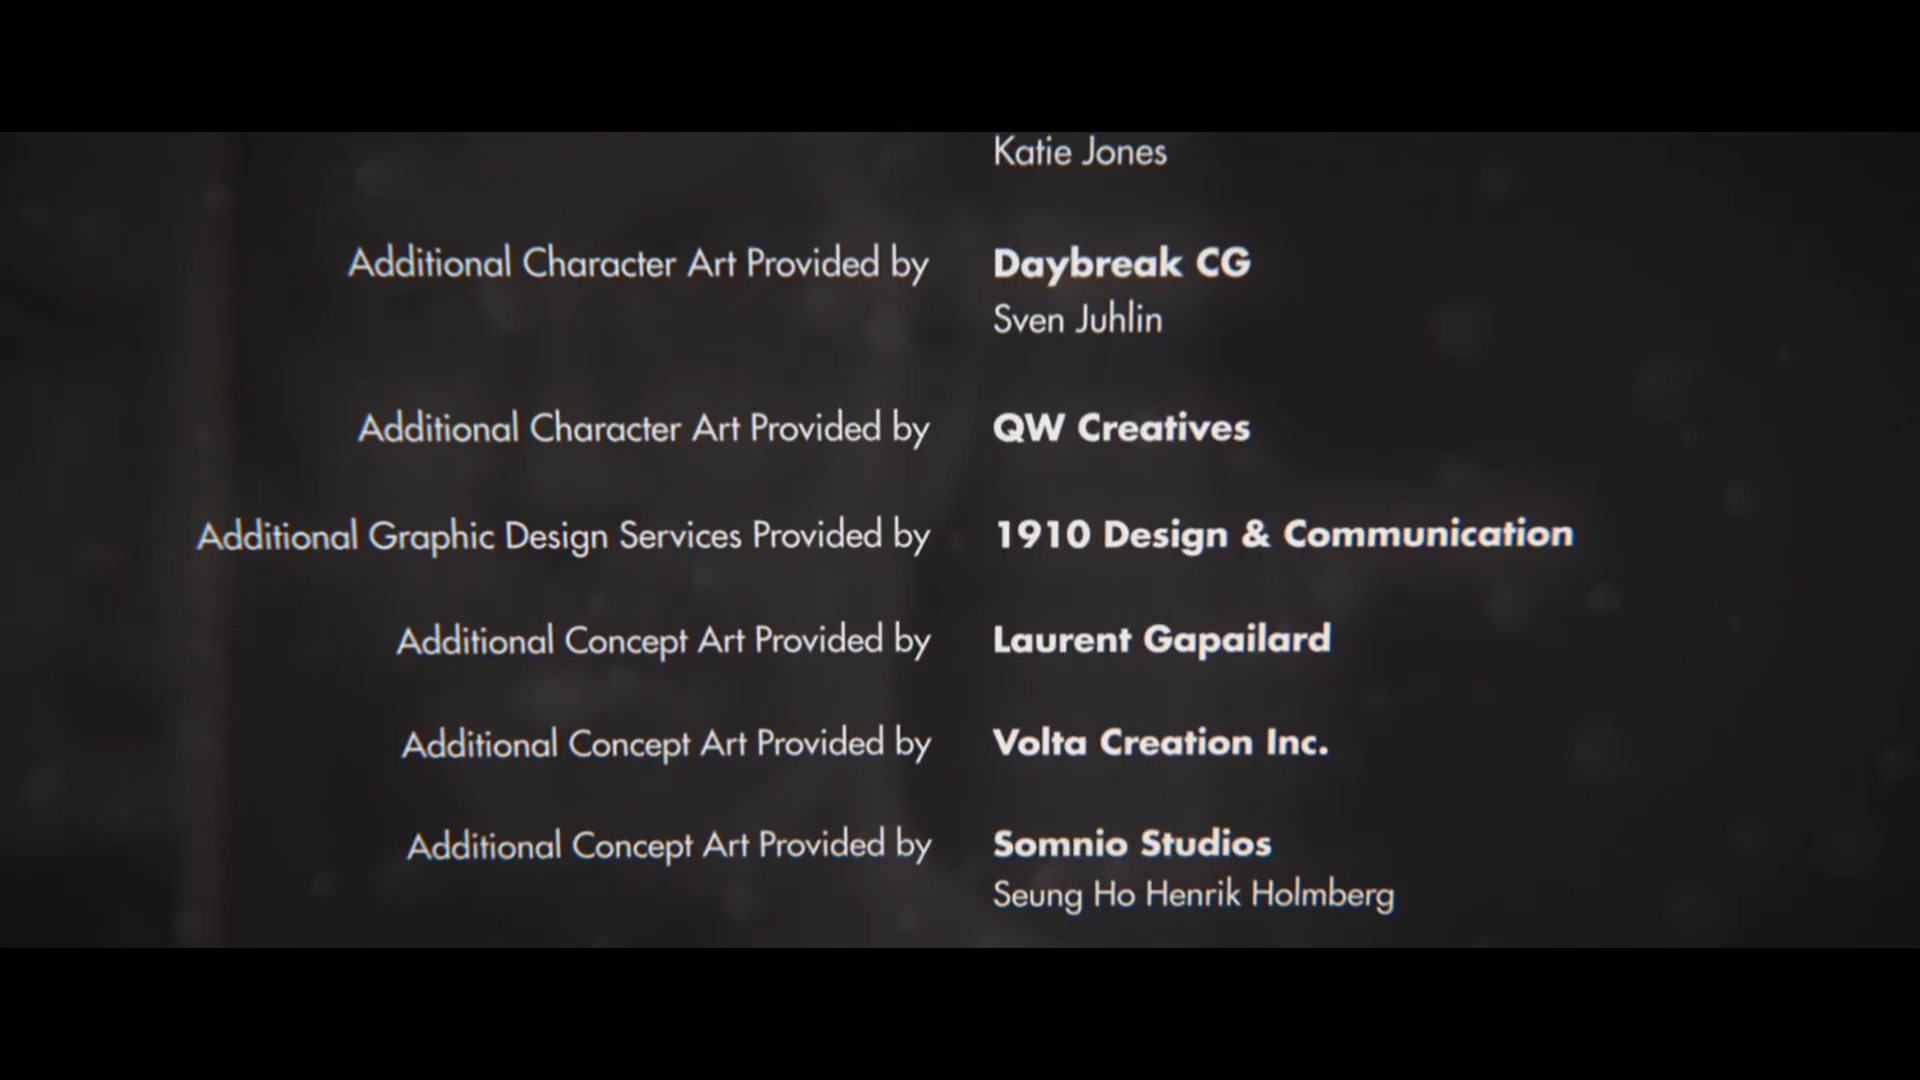 Katie Jones
Additional Character Art Provided by Daybreak CG
Sven Juhlin
Additional Character Art Provided by QW Creatives
Additional Graphic Design Services Provided by 1910 Design & Communication
Additional Concept Art Provided by Laurent Gapailard
Additional Concept Art Provided by Volta Creation Inc.
Additional Concept Art Provided by Somnio Studios
Seung Ho Henrik Holmberg